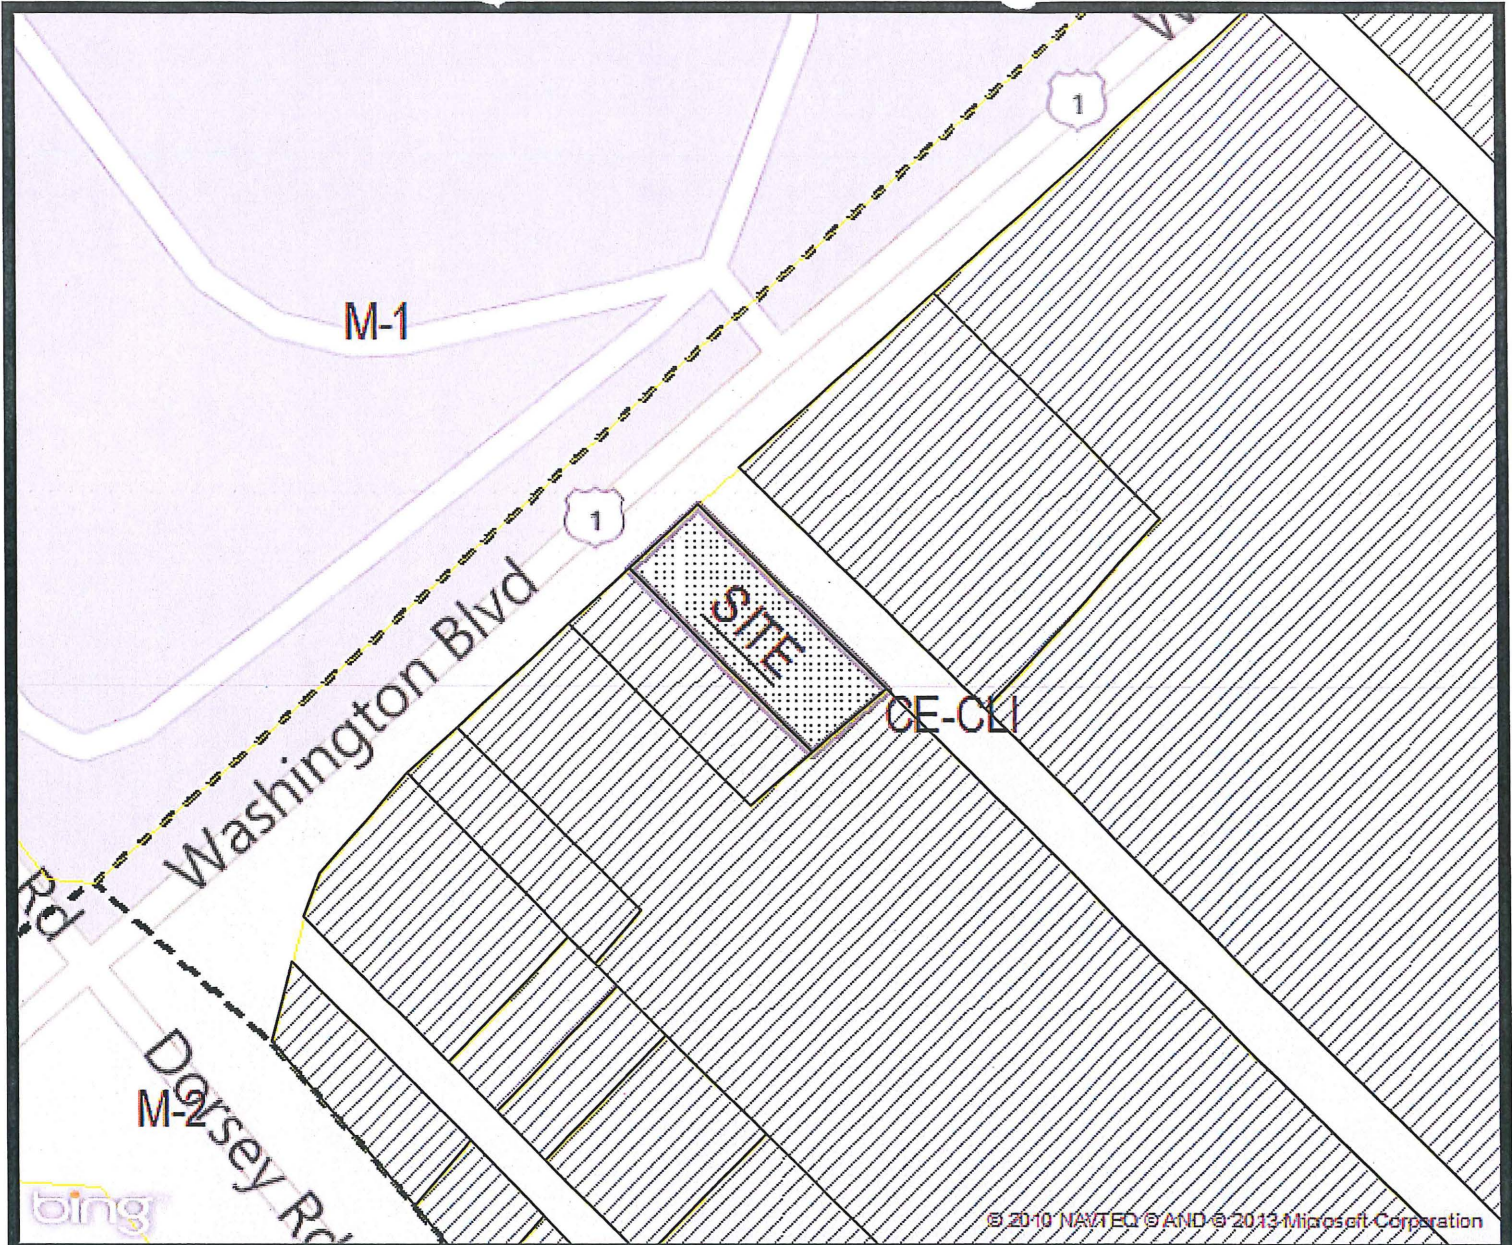 W
1
M-1
1
Washington Blvd
SITE
CE-CLI
Rd
Dorsey Rd
M-2
bing
© 2010 NAVTEQ © AND © 2013 Microsoft Corporation